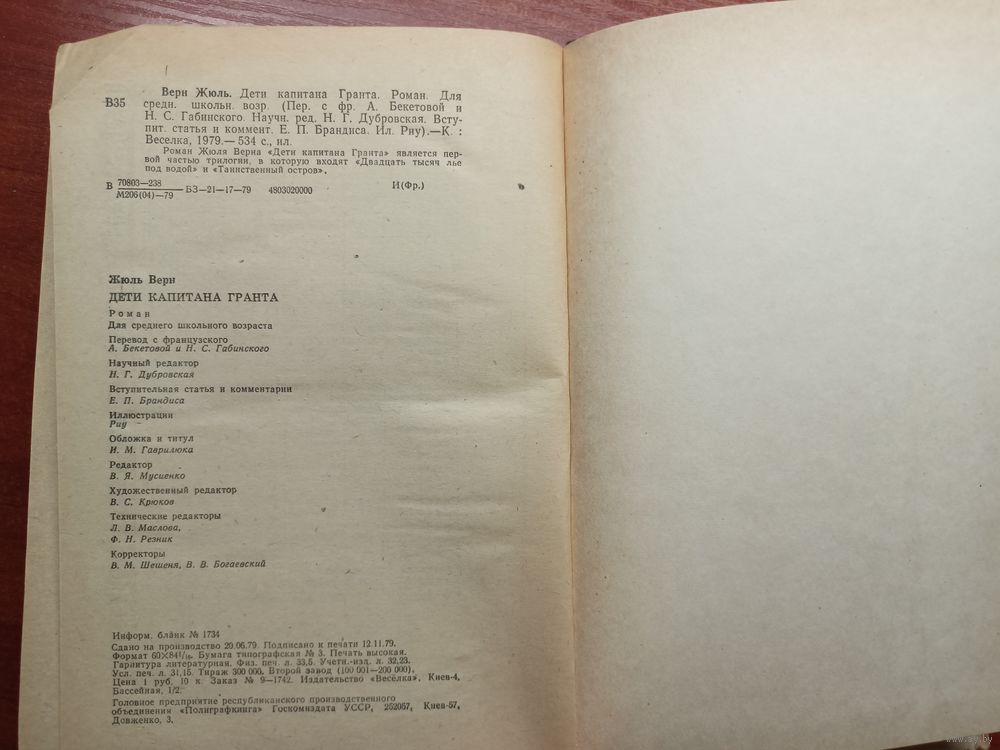 Верн Жюль. Дети капитана Гранта. Роман. Для
В35 средн. школьн. возр. (Пер. с фр. А. Бекетовой и
Н. С. Габинского. Научн. ред. Н. Г. Дубровская. Всту-
пит. статья и коммент. Е. П. Брандиса. Ил. Риу).—К. :
Веселка, 1979.— 534 с., ил.
Роман Жюля Верна «Дети капитана Гранта» является пер-
вой частью трилогии, в которую входят «Двадцать тысяч лье
под водой» и «Таинственный остров».
В 70803—238 / М206(04)—79 БЗ—21—17—79 4803020000 И(Фр.)
Жюль Верн
ДЕТИ КАПИТАНА ГРАНТА
Роман
Для среднего школьного возраста
Перевод с французского
А. Бекетовой и Н. С. Габинского
Научный редактор
Н. Г. Дубровская
Вступительная статья и комментарии
Е. П. Брандиса
Иллюстрации
Риу
Обложка и титул
И. М. Гаврилюка
Редактор
В. Я. Мусиенко
Художественный редактор
В. С. Крюков
Технические редакторы
Л. В. Маслова,
Ф. Н. Резник
Корректоры
В. М. Шешеня, В. В. Богаевский
Информ. бланк № 1734
Сдано на производство 20.06.79. Подписано к печати 12.11.79.
Формат 60×84¹/₁₆. Бумага типографская № 3. Печать высокая.
Гарнитура литературная. Физ. печ. л. 33,5. Учетн.-изд. л. 32,23.
Усл. печ. л. 31,15. Тираж 300 000. Второй завод (100 001—200 000).
Цена 1 руб. 10 к. Заказ № 9—1742. Издательство «Веселка», Киев-4,
Бассейная, 1/2.
Головное предприятие республиканского производственного
объединения «Полиграфкнига» Госкомиздата УССР, 252057, Киев-57,
Довженко, 3.
www.ay.by